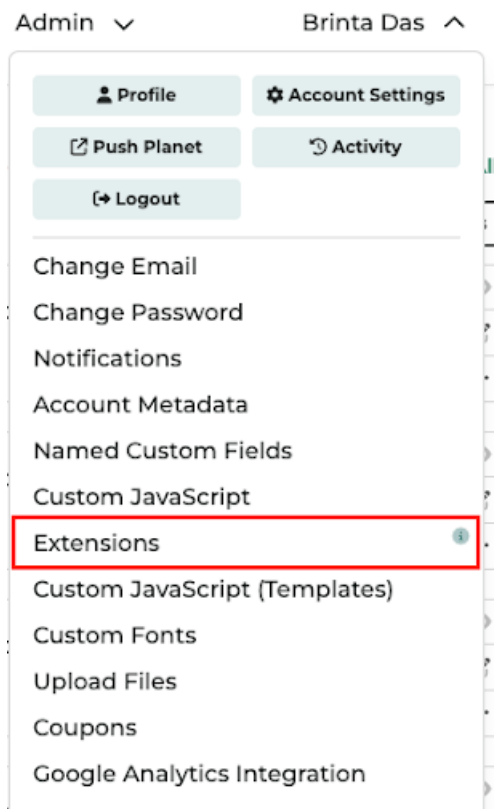 Admin Brinta Das
Profile Account Settings
Push Planet Activity
Logout
Change Email
Change Password
Notifications
Account Metadata
Named Custom Fields
Custom JavaScript
Extensions
Custom JavaScript (Templates)
Custom Fonts
Upload Files
Coupons
Google Analytics Integration